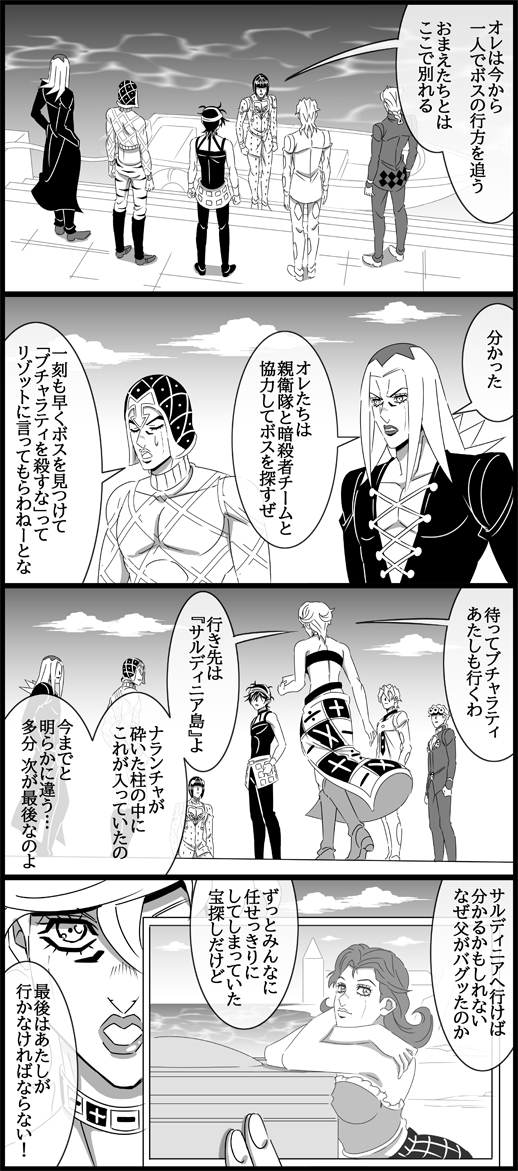 オレは今から
一人でボスの行方を追う
おまえたちとは
ここで別れる
分かった
オレたちは
親衛隊と暗殺者チームと
協力してボスを探すぜ
一刻も早くボスを見つけて
「ブチャラティを殺すな」って
リゾットに言ってもらわねーとな
待ってブチャラティ
あたしも行くわ
行き先は
『サルディニア島』よ
ナランチャが
砕いた柱の中に
これが入っていたの
今までと
明らかに違う…
多分 次が最後なのよ
サルディニアへ行けば
分かるかもしれない
なぜ父がバグッたのか
ずっとみんなに
任せっきりに
してしまっていた
宝探しだけど
最後はあたしが
行かなければならない！